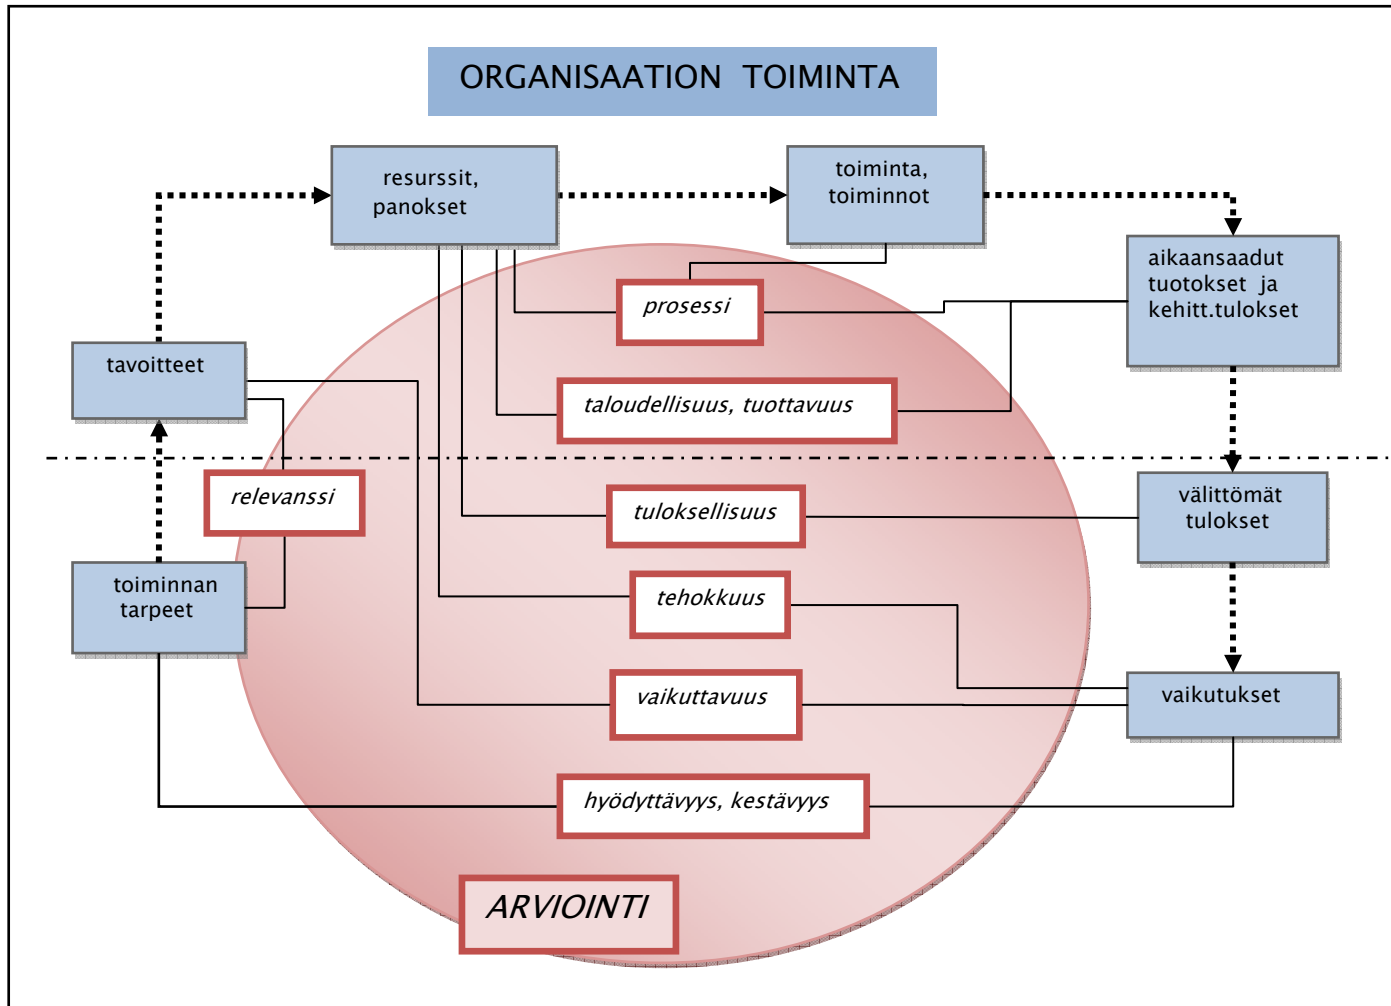 ORGANISAATION TOIMINTA
resurssit,
panokset
toiminta,
toiminnot
aikaansaadut
tuotokset ja
kehitt.tulokset
prosessi
tavoitteet
taloudellisuus, tuottavuus
relevanssi
tuloksellisuus
välittömät
tulokset
toiminnan
tarpeet
tehokkuus
vaikuttavuus
vaikutukset
hyödyttävyys, kestävyys
ARVIOINTI